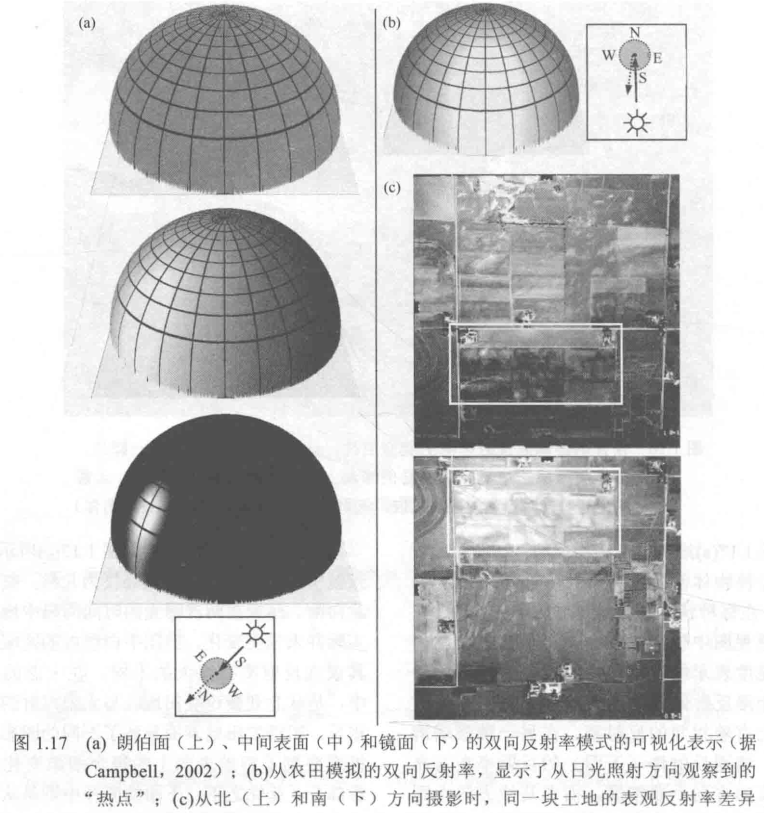 (a)
(b)
N
W
E
S
(c)
S
E
W
N
图 1.17 (a) 朗伯面（上）、中间表面（中）和镜面（下）的双向反射率模式的可视化表示（据
Campbell，2002）；(b)从农田模拟的双向反射率，显示了从日光照射方向观察到的
“热点”；(c)从北（上）和南（下）方向摄影时，同一块土地的表观反射率差异